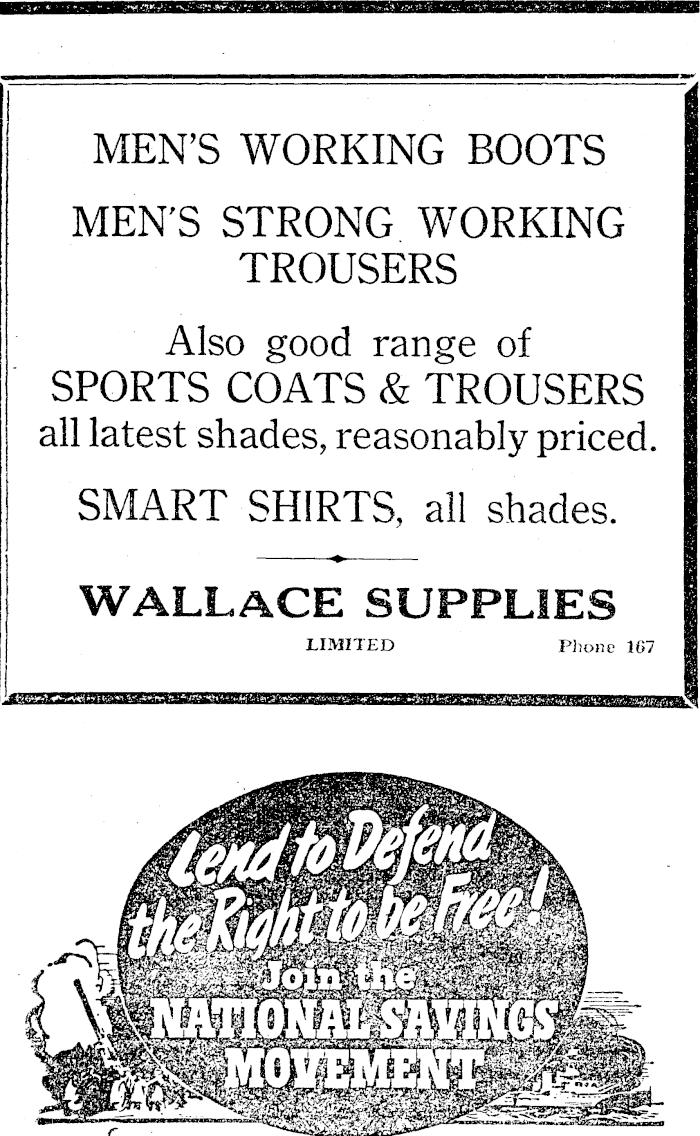 MEN'S WORKING BOOTS
MEN'S STRONG WORKING
TROUSERS
Also good range of
SPORTS COATS & TROUSERS
all latest shades, reasonably priced.
SMART SHIRTS, all shades.
WALLACE SUPPLIES
LIMITED Phone 167
Lend to Defend
the Right to be Free!
Join the
NATIONAL SAVINGS
MOVEMENT